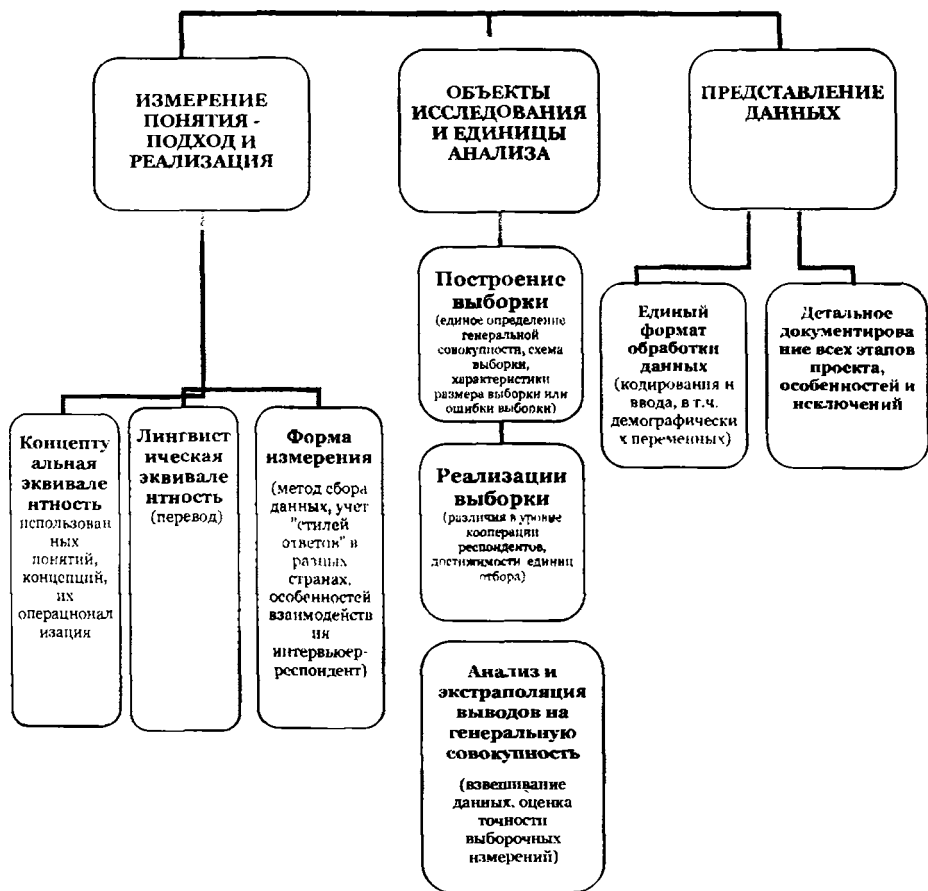 ИЗМЕРЕНИЕ
ПОНЯТИЯ -
ПОДХОД И
РЕАЛИЗАЦИЯ
ОБЪЕКТЫ
ИССЛЕДОВАНИЯ
И ЕДИНИЦЫ
АНАЛИЗА
ПРЕДСТАВЛЕНИЕ
ДАННЫХ
Концепту
альная
эквивале
нтность
использован
ных
понятий,
концепций,
их
операционал
изация
Лингвист
ическая
эквивале
нтность
(перевод)
Форма
измерения
(метод сбора
данных, учет
"стилей
ответов" в
разных
странах.
особенностей
взаимодейств
ия
интервьюер-
респондент)
Построение
выборки
(единое определение
генеральной
совокупности, схема
выборки,
характеристики
размера выборки или
ошибки выборки)
Реализации
выборки
(различия в уровне
кооперации
респондентов,
достижимости единиц
отбора)
Анализ и
экстраполяция
выводов на
генеральную
совокупность
(взвешивание
данных, оценка
точности
выборочных
измерений)
Единый
формат
обработки
данных
(кодирования и
ввода, в т.ч.
демографически
х переменных)
Детальное
документирова
ние всех этапов
проекта,
особенностей и
исключений